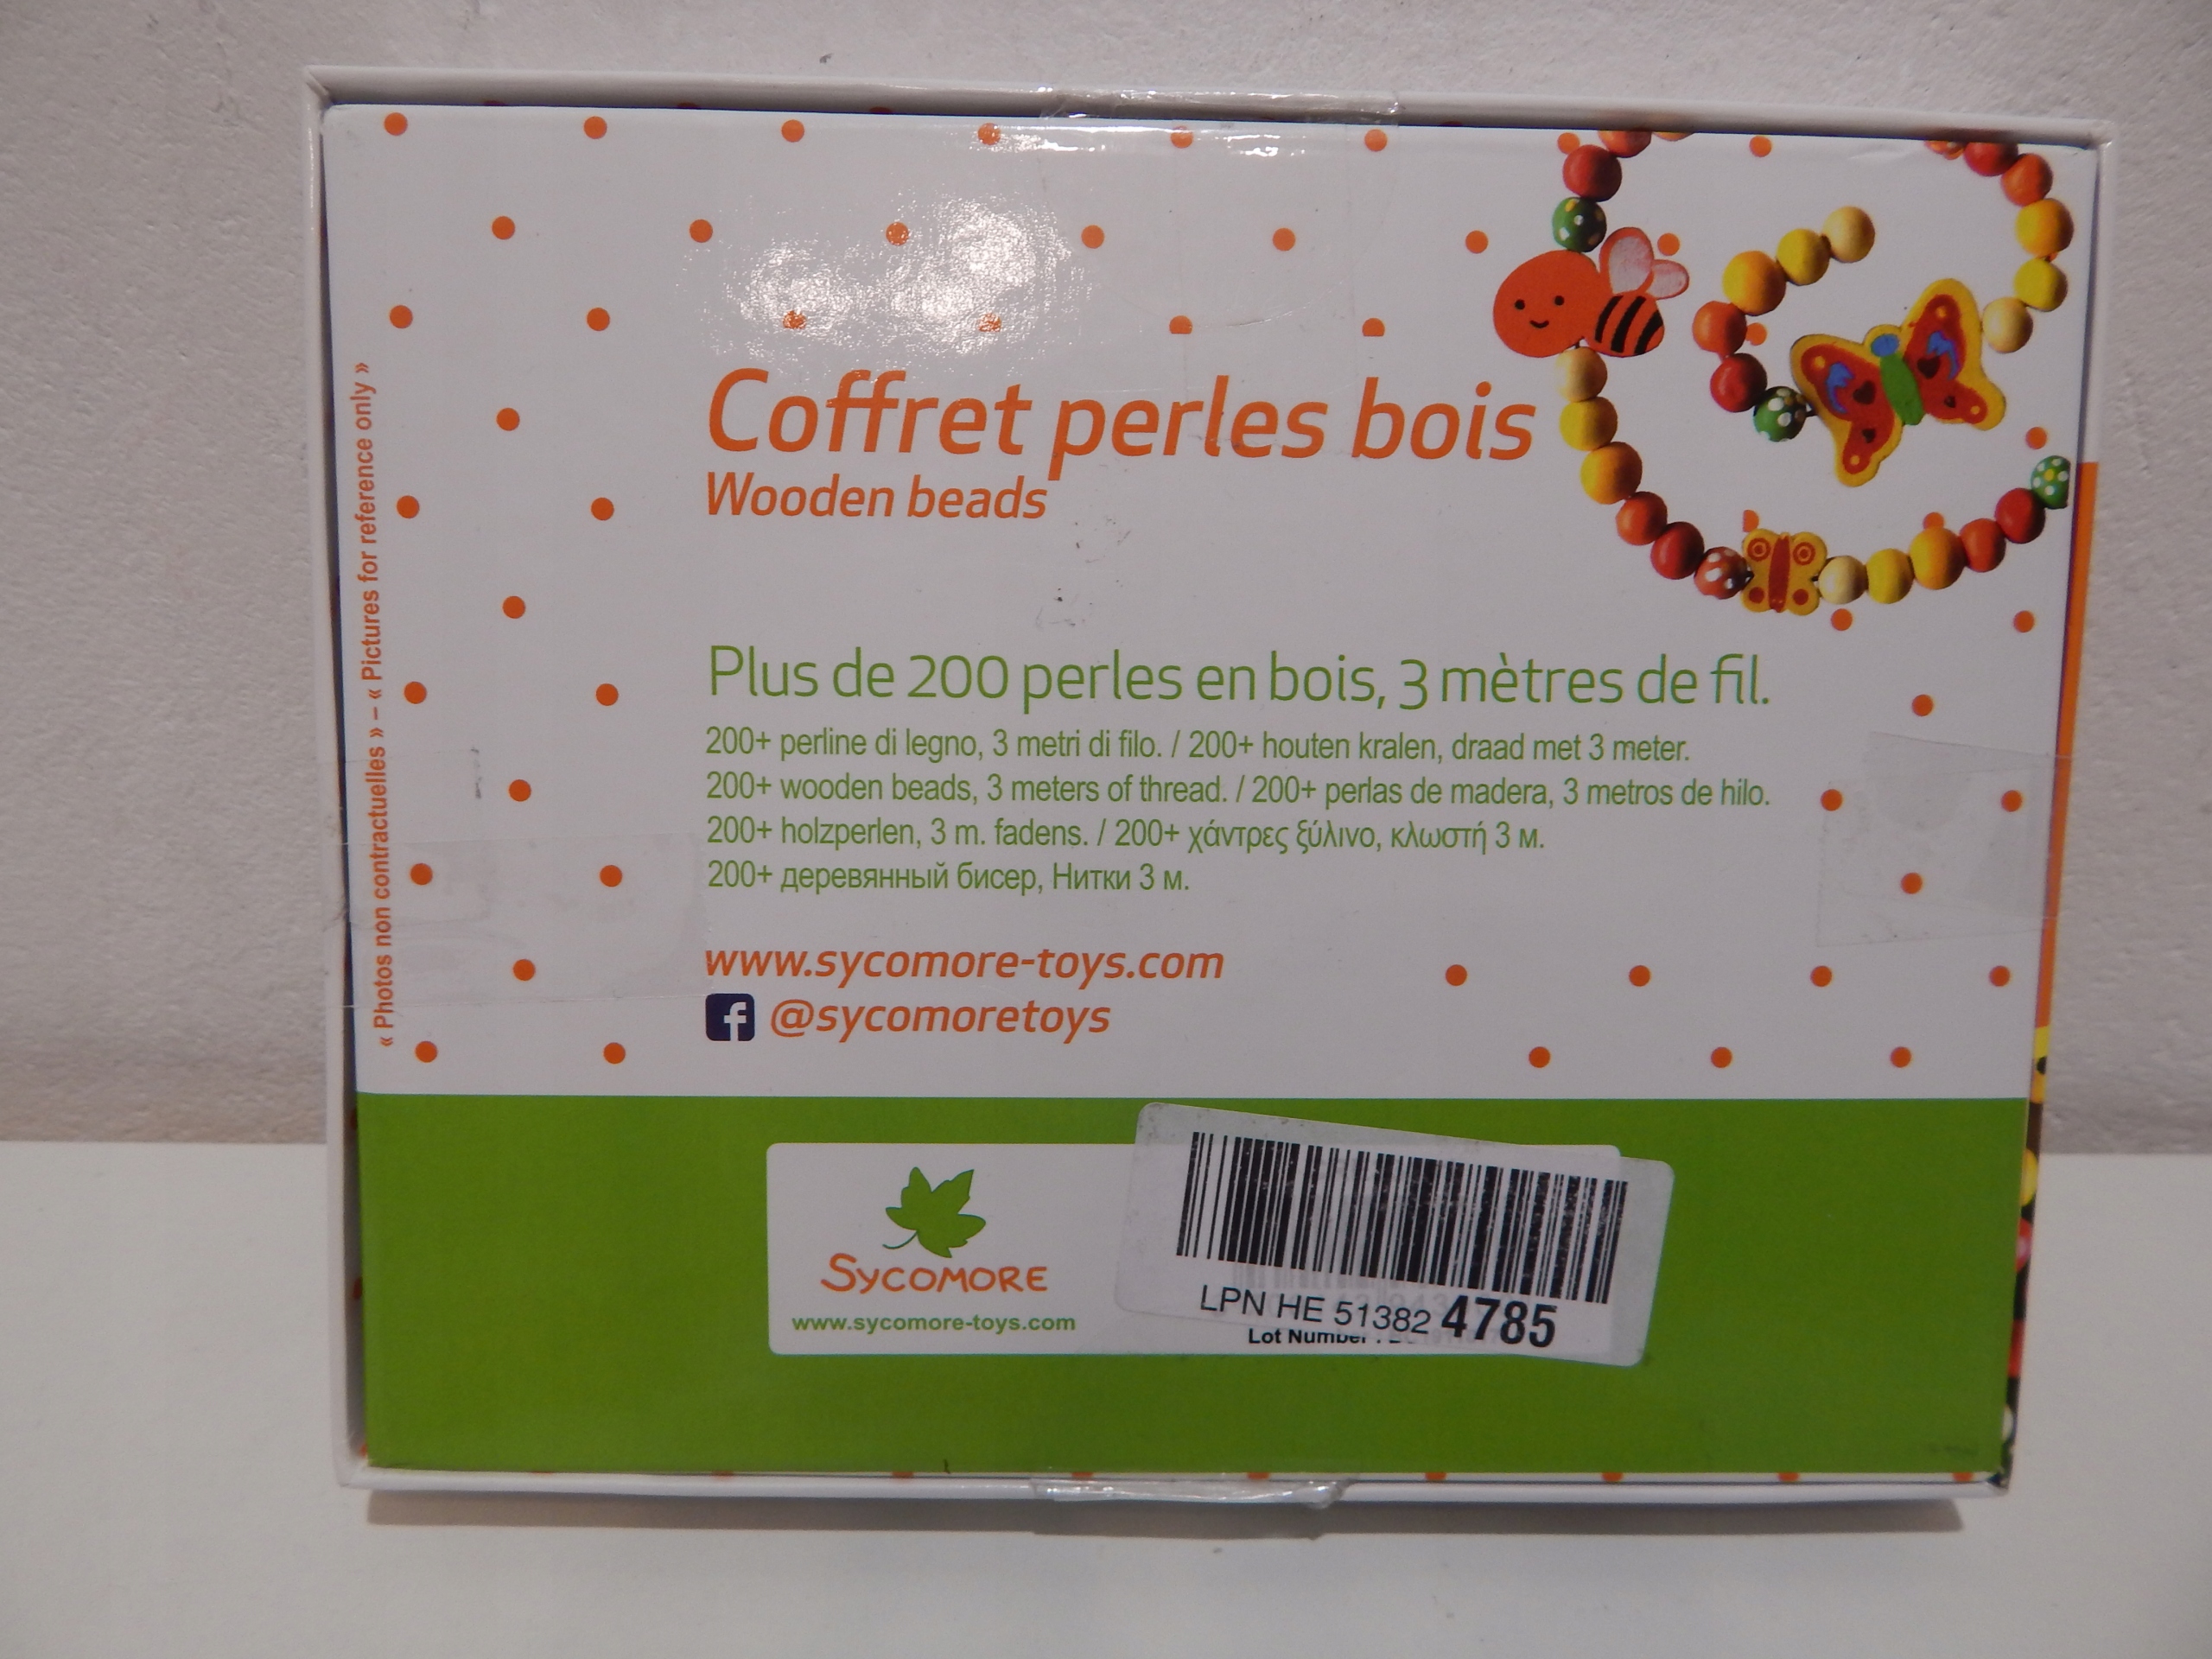 Coffret perles bois
Wooden beads
Plus de 200 perles en bois, 3 mètres de fil.
200+ perline di legno, 3 metri di filo. / 200+ houten kralen, draad met 3 meter.
200+ wooden beads, 3 meters of thread. / 200+ perlas de madera, 3 metros de hilo.
200+ holzperlen, 3 m. fadens. / 200+ χάντρες ξύλινο, κλωστή 3 м.
200+ деревянный бисер, Нитки 3 м.
www.sycomore-toys.com
f @sycomoretoys
« Photos non contractuelles » – « Pictures for reference only »
SYCOMORE
www.sycomore-toys.com
LPN HE 51382 4785
Lot Number :